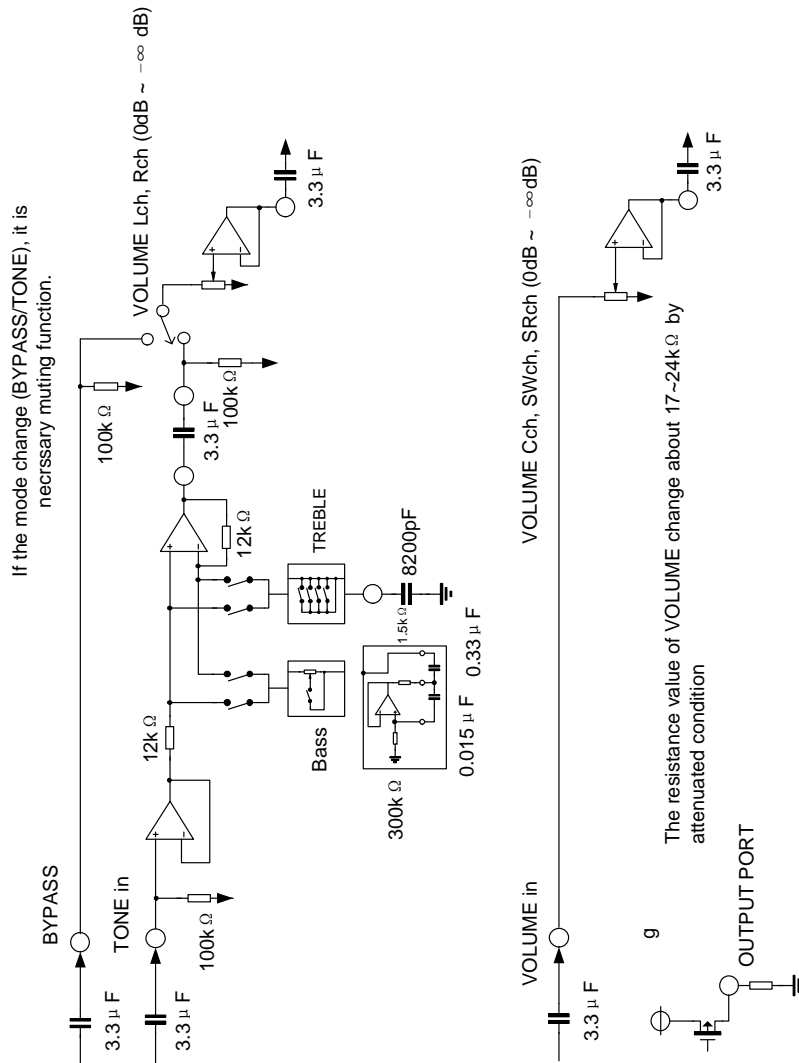 If the mode change (BYPASS/TONE), it is
necrssary muting function.
VOLUME Lch, Rch (0dB ~ -∞ dB)
BYPASS
3.3 μ F
100k Ω
TONE in
3.3 μ F
100k Ω
+
-
12k Ω
+
-
12k Ω
3.3 μ F
100k Ω
+
-
3.3 μ F
Bass
TREBLE
1.5k Ω
8200pF
300k Ω
0.015 μ F
0.33 μ F
VOLUME Cch, SWch, SRch (0dB ~ -∞dB)
VOLUME in
3.3 μ F
+
-
3.3 μ F
The resistance value of VOLUME change about 17~24k Ω by
attenuated condition
g
OUTPUT PORT